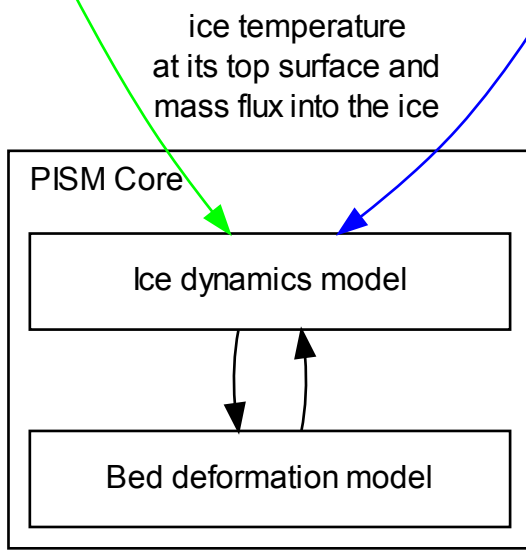 ice temperature
at its top surface and
mass flux into the ice
PISM Core
Ice dynamics model
Bed deformation model